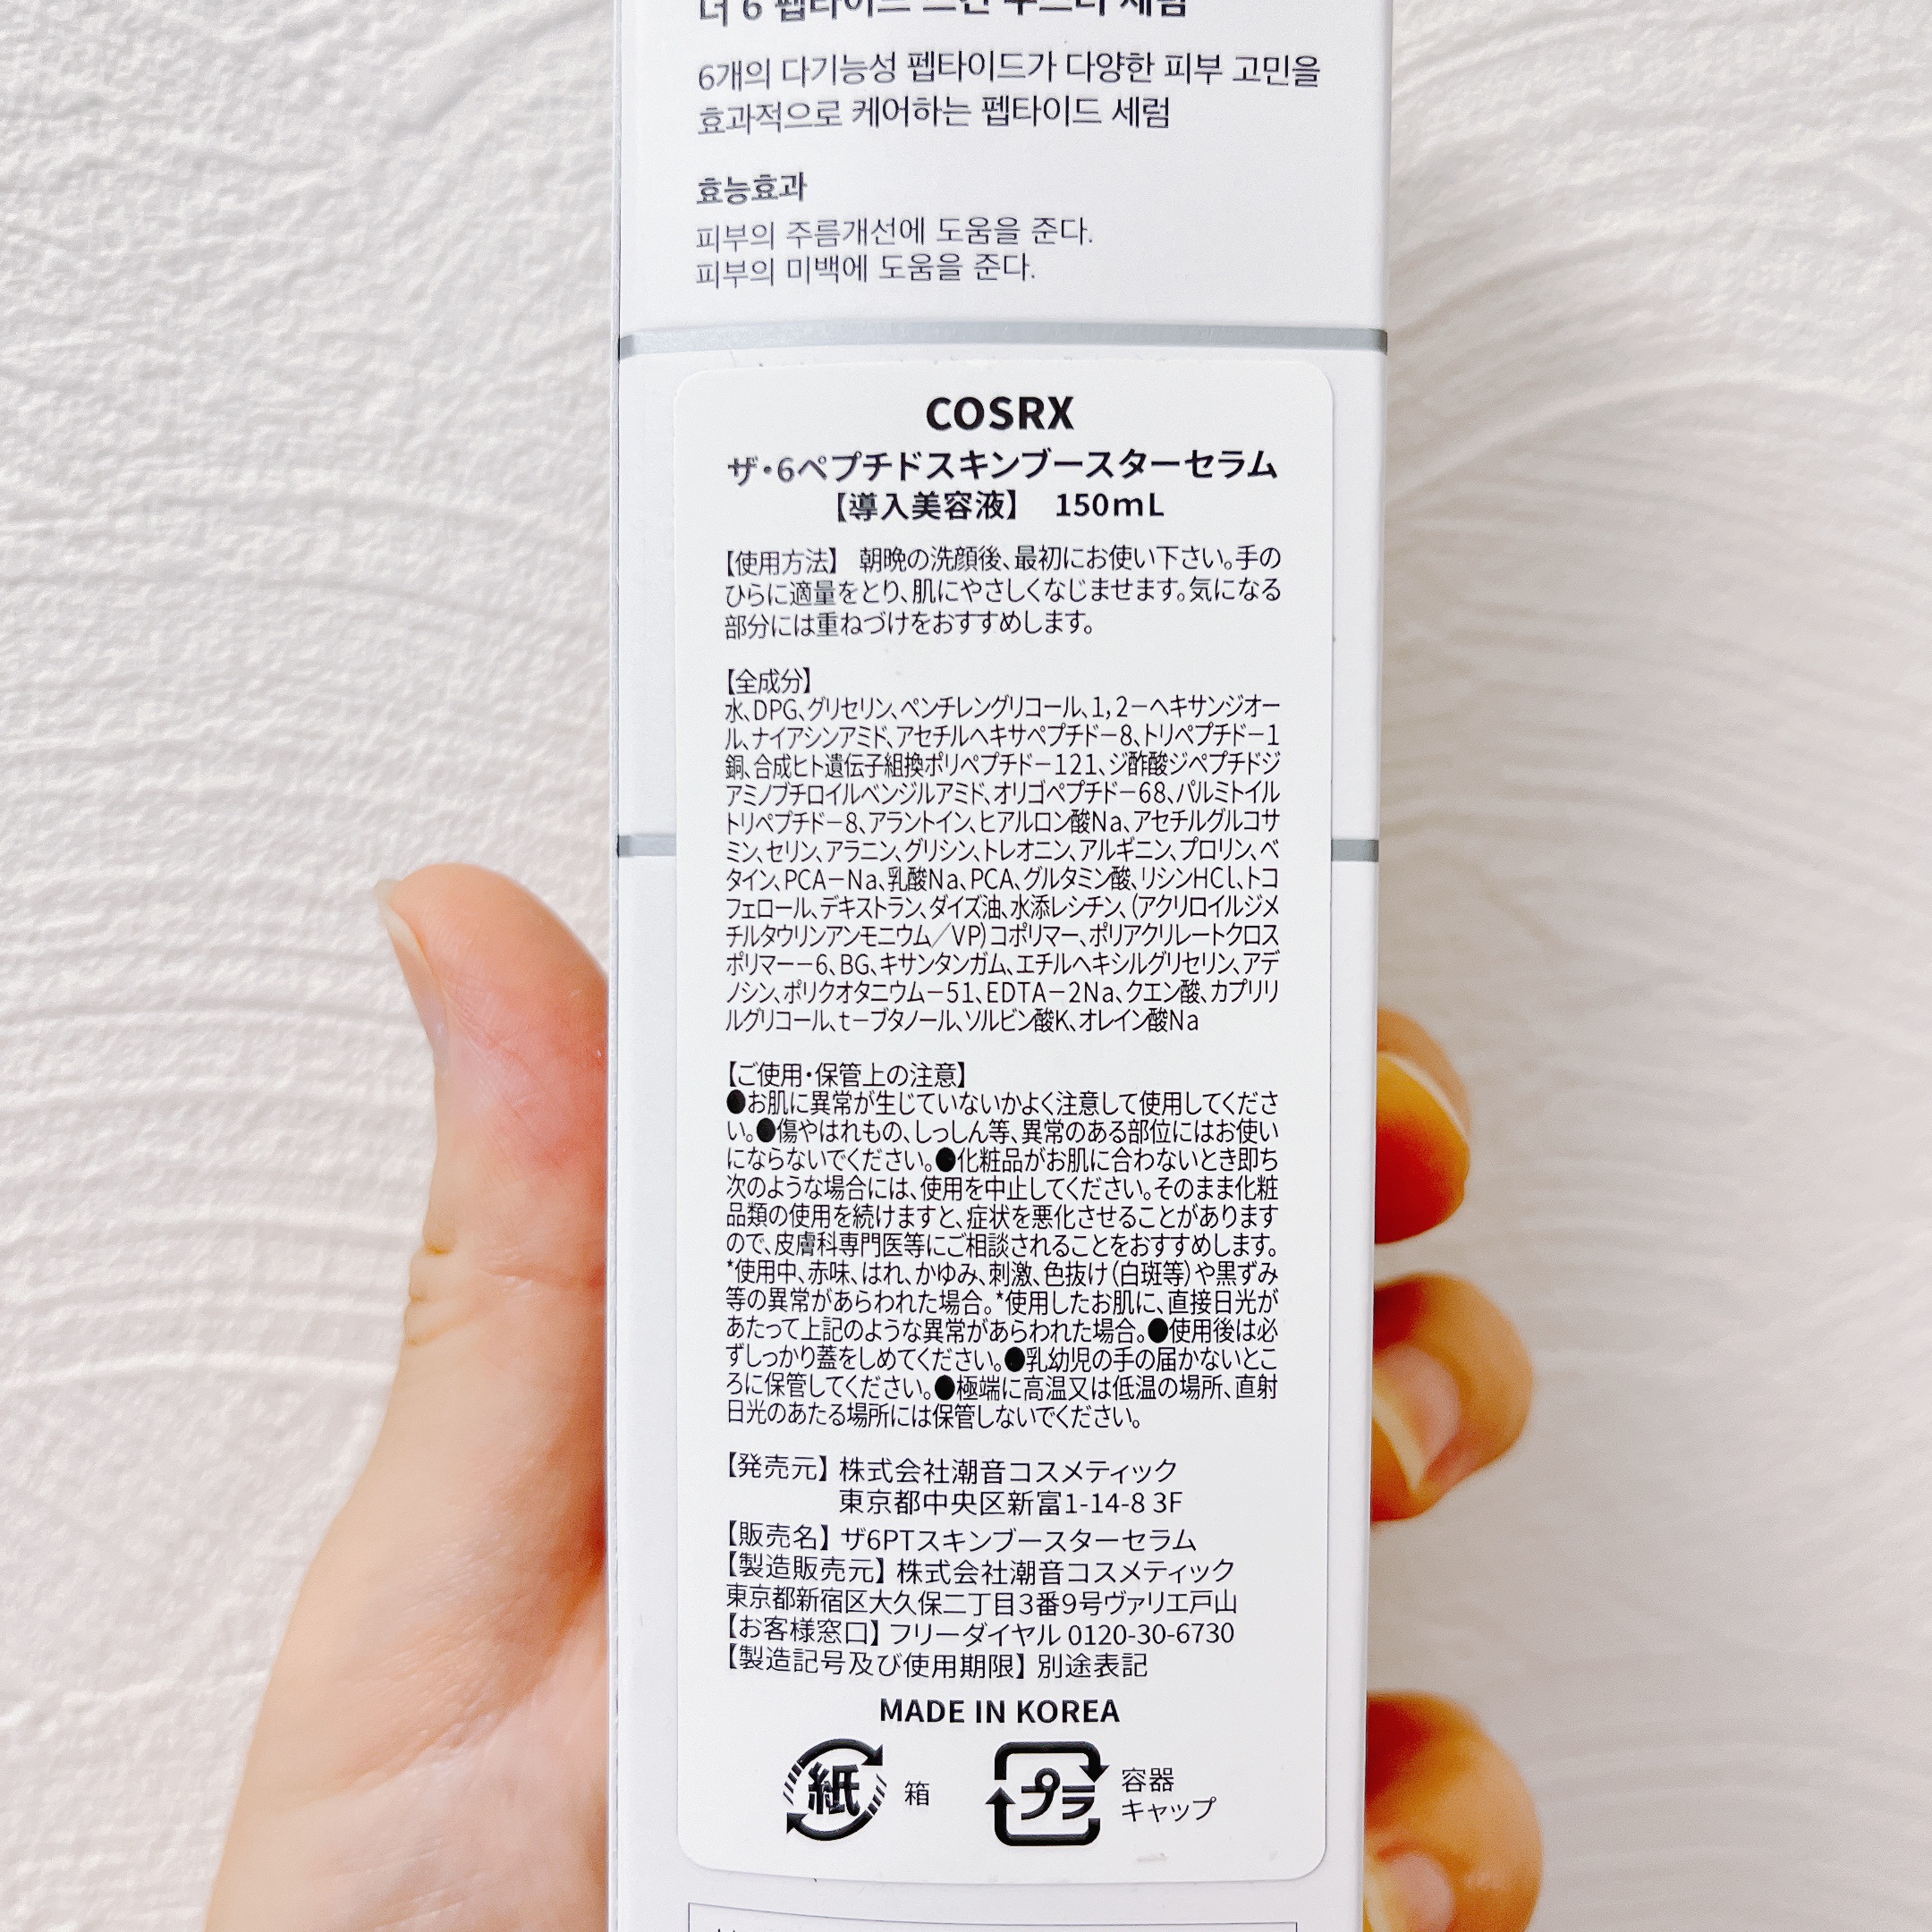 더 6 펩타이드 스킨 부스터 세럼
6개의 다기능성 펩타이드가 다양한 피부 고민을
효과적으로 케어하는 펩타이드 세럼
효능효과
피부의 주름개선에 도움을 준다.
피부의 미백에 도움을 준다.
COSRX
ザ・6ペプチドスキンブースターセラム
【導入美容液】 150mL
【使用方法】 朝晩の洗顔後、最初にお使い下さい。手の
ひらに適量をとり、肌にやさしくなじませます。気になる
部分には重ねづけをおすすめします。
【全成分】
水、DPG、グリセリン、ペンチレングリコール、1,2－ヘキサンジオー
ル、ナイアシンアミド、アセチルヘキサペプチド－8、トリペプチド－1
銅、合成ヒト遺伝子組換ポリペプチド－121、ジ酢酸ジペプチドジ
アミノブチロイルベンジルアミド、オリゴペプチド－68、パルミトイル
トリペプチド－8、アラントイン、ヒアルロン酸Na、アセチルグルコサ
ミン、セリン、アラニン、グリシン、トレオニン、アルギニン、プロリン、ベ
タイン、PCA－Na、乳酸Na、PCA、グルタミン酸、リシンHCl、トコ
フェロール、デキストラン、ダイズ油、水添レシチン、(アクリロイルジメ
チルタウリンアンモニウム／VP)コポリマー、ポリアクリレートクロス
ポリマー－6、BG、キサンタンガム、エチルヘキシルグリセリン、アデ
ノシン、ポリクオタニウム－51、EDTA－2Na、クエン酸、カプリリ
ルグリコール、t－ブタノール、ソルビン酸K、オレイン酸Na
【ご使用・保管上の注意】
●お肌に異常が生じていないかよく注意して使用してくださ
い。●傷やはれもの、しっしん等、異常のある部位にはお使い
にならないでください。●化粧品がお肌に合わないとき即ち
次のような場合には、使用を中止してください。そのまま化粧
品類の使用を続けますと、症状を悪化させることがあります
ので、皮膚科専門医等にご相談されることをおすすめします。
*使用中、赤味、はれ、かゆみ、刺激、色抜け(白斑等)や黒ずみ
等の異常があらわれた場合。*使用したお肌に、直接日光が
あたって上記のような異常があらわれた場合。●使用後は必
ずしっかり蓋をしめてください。●乳幼児の手の届かないとこ
ろに保管してください。●極端に高温又は低温の場所、直射
日光のあたる場所には保管しないでください。
【発売元】株式会社潮音コスメティック
東京都中央区新富1-14-8 3F
【販売名】ザ6PTスキンブースターセラム
【製造販売元】株式会社潮音コスメティック
東京都新宿区大久保二丁目3番9号ヴァリエ戸山
【お客様窓口】フリーダイヤル 0120-30-6730
【製造記号及び使用期限】別途表記
MADE IN KOREA
紙 箱
プラ 容器
キャップ